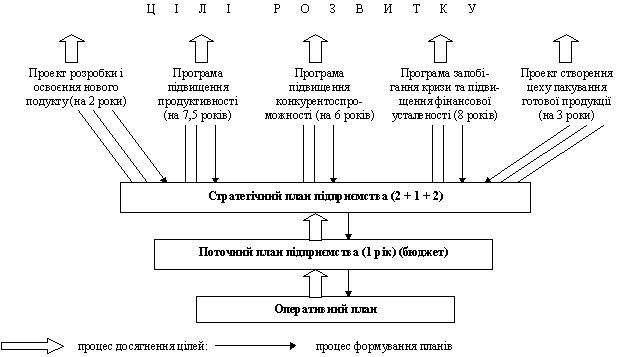 Ц І Л І Р О З В И Т К У
Проект розробки і
освоєння нового
подукту (на 2 роки)
Програма
підвищення
продуктивності
(на 7,5 років)
Програма
підвищення
конкурентоспро-
можності (на 6 років)
Програма запобі-
гання кризи та підви-
щення фінансової
усталеності (8 років)
Проект створення
цеху пакування
готової продукції
(на 3 роки)
Стратегічний план підприємства (2 + 1 + 2)
Поточний план підприємства (1 рік) (бюджет)
Оперативний план
процес досягнення цілей:
процес формування планів